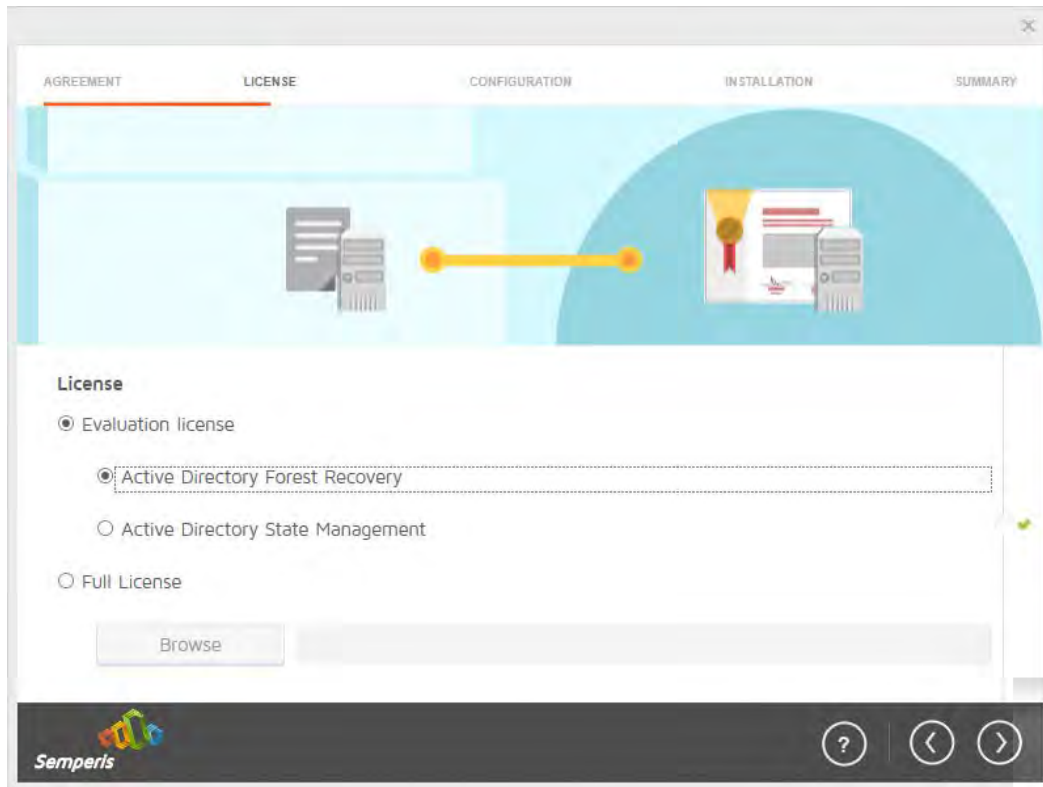 AGREEMENT LICENSE CONFIGURATION INSTALLATION SUMMARY
License
Evaluation license
Active Directory Forest Recovery
Active Directory State Management
Full License
Browse
Semperis
?